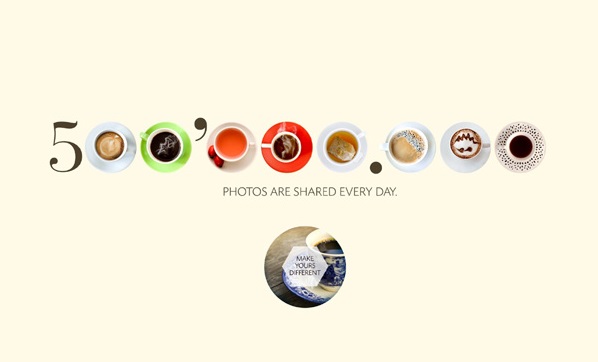 500'000.000
PHOTOS ARE SHARED EVERY DAY.
MAKE
YOURS
DIFFERENT